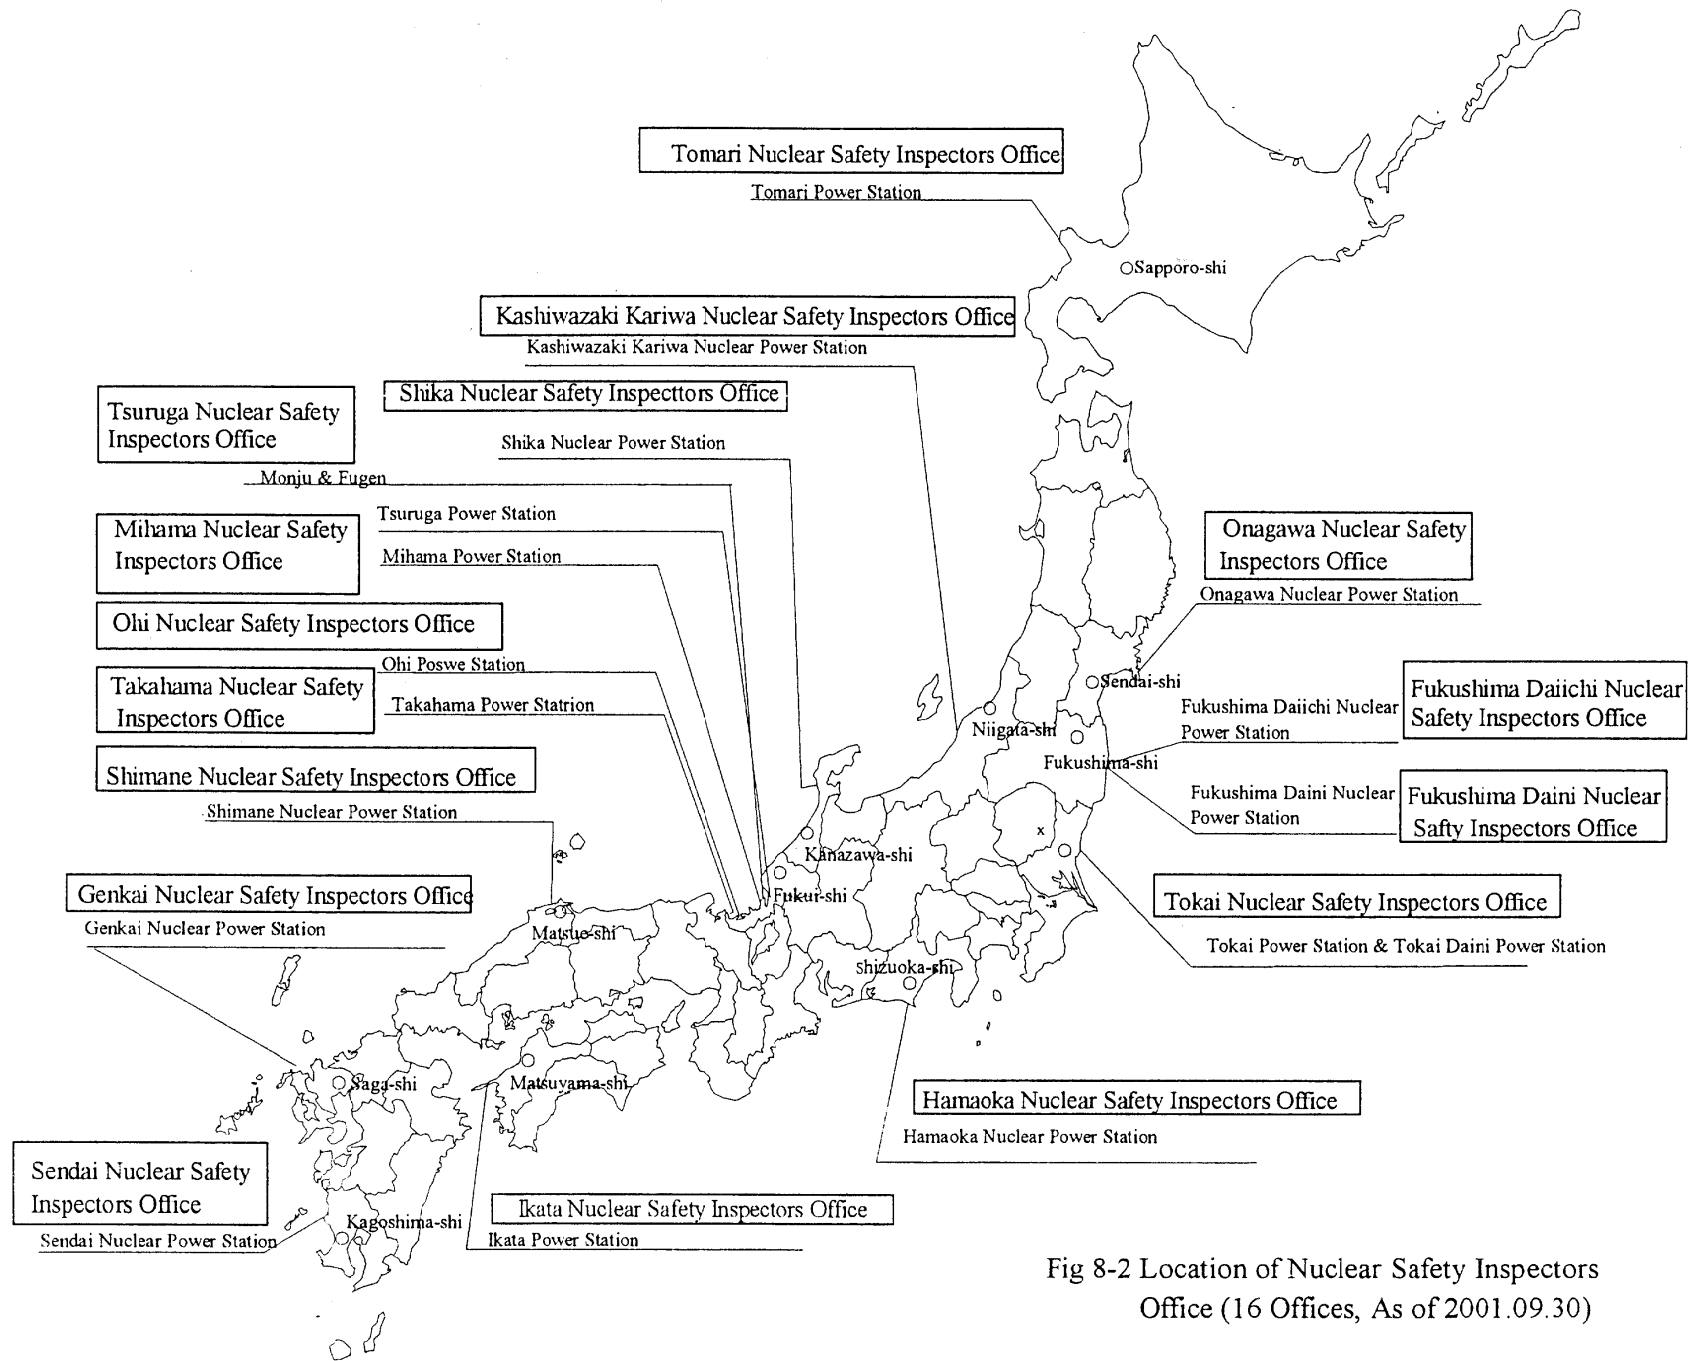 Tomari Nuclear Safety Inspectors Office
Tomari Power Station
Sapporo-shi
Kashiwazaki Kariwa Nuclear Safety Inspectors Office
Kashiwazaki Kariwa Nuclear Power Station
Shika Nuclear Safety Inspecttors Office
Shika Nuclear Power Station
Tsuruga Nuclear Safety
Inspectors Office
Monju & Fugen
Tsuruga Power Station
Mihama Nuclear Safety
Inspectors Office
Mihama Power Station
Ohi Nuclear Safety Inspectors Office
Ohi Poswe Station
Takahama Nuclear Safety
Inspectors Office
Takahama Power Statrion
Shimane Nuclear Safety Inspectors Office
Shimane Nuclear Power Station
Genkai Nuclear Safety Inspectors Office
Genkai Nuclear Power Station
Onagawa Nuclear Safety
Inspectors Office
Onagawa Nuclear Power Station
Sendai-shi
Niigata-shi
Fukushima-shi
Fukushima Daiichi Nuclear
Power Station
Fukushima Daiichi Nuclear
Safety Inspectors Office
Fukushima Daini Nuclear
Power Station
Fukushima Daini Nuclear
Safty Inspectors Office
x
Kanazawa-shi
Fukui-shi
Matsue-shi
Shizuoka-shi
Tokai Nuclear Safety Inspectors Office
Tokai Power Station & Tokai Daini Power Station
Saga-shi
Matsuyama-shi
Hamaoka Nuclear Safety Inspectors Office
Hamaoka Nuclear Power Station
Sendai Nuclear Safety
Inspectors Office
Sendai Nuclear Power Station
Kagoshima-shi
Ikata Nuclear Safety Inspectors Office
Ikata Power Station
Fig 8-2 Location of Nuclear Safety Inspectors
Office (16 Offices, As of 2001.09.30)